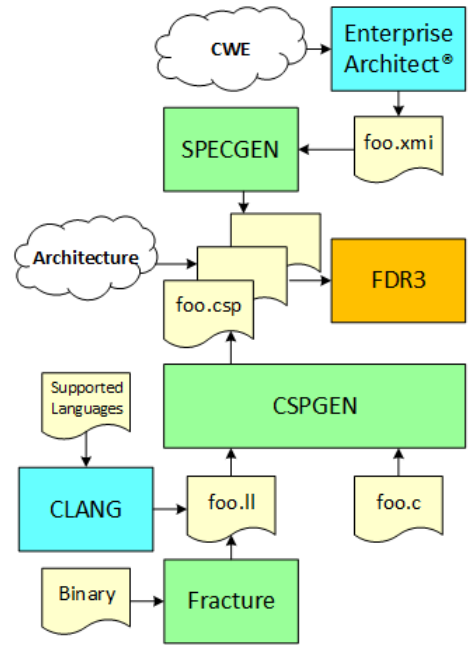 CWE
Enterprise
Architect®
SPECGEN
foo.xmi
Architecture
foo.csp
FDR3
Supported
Languages
CSPGEN
CLANG
foo.ll
foo.c
Binary
Fracture